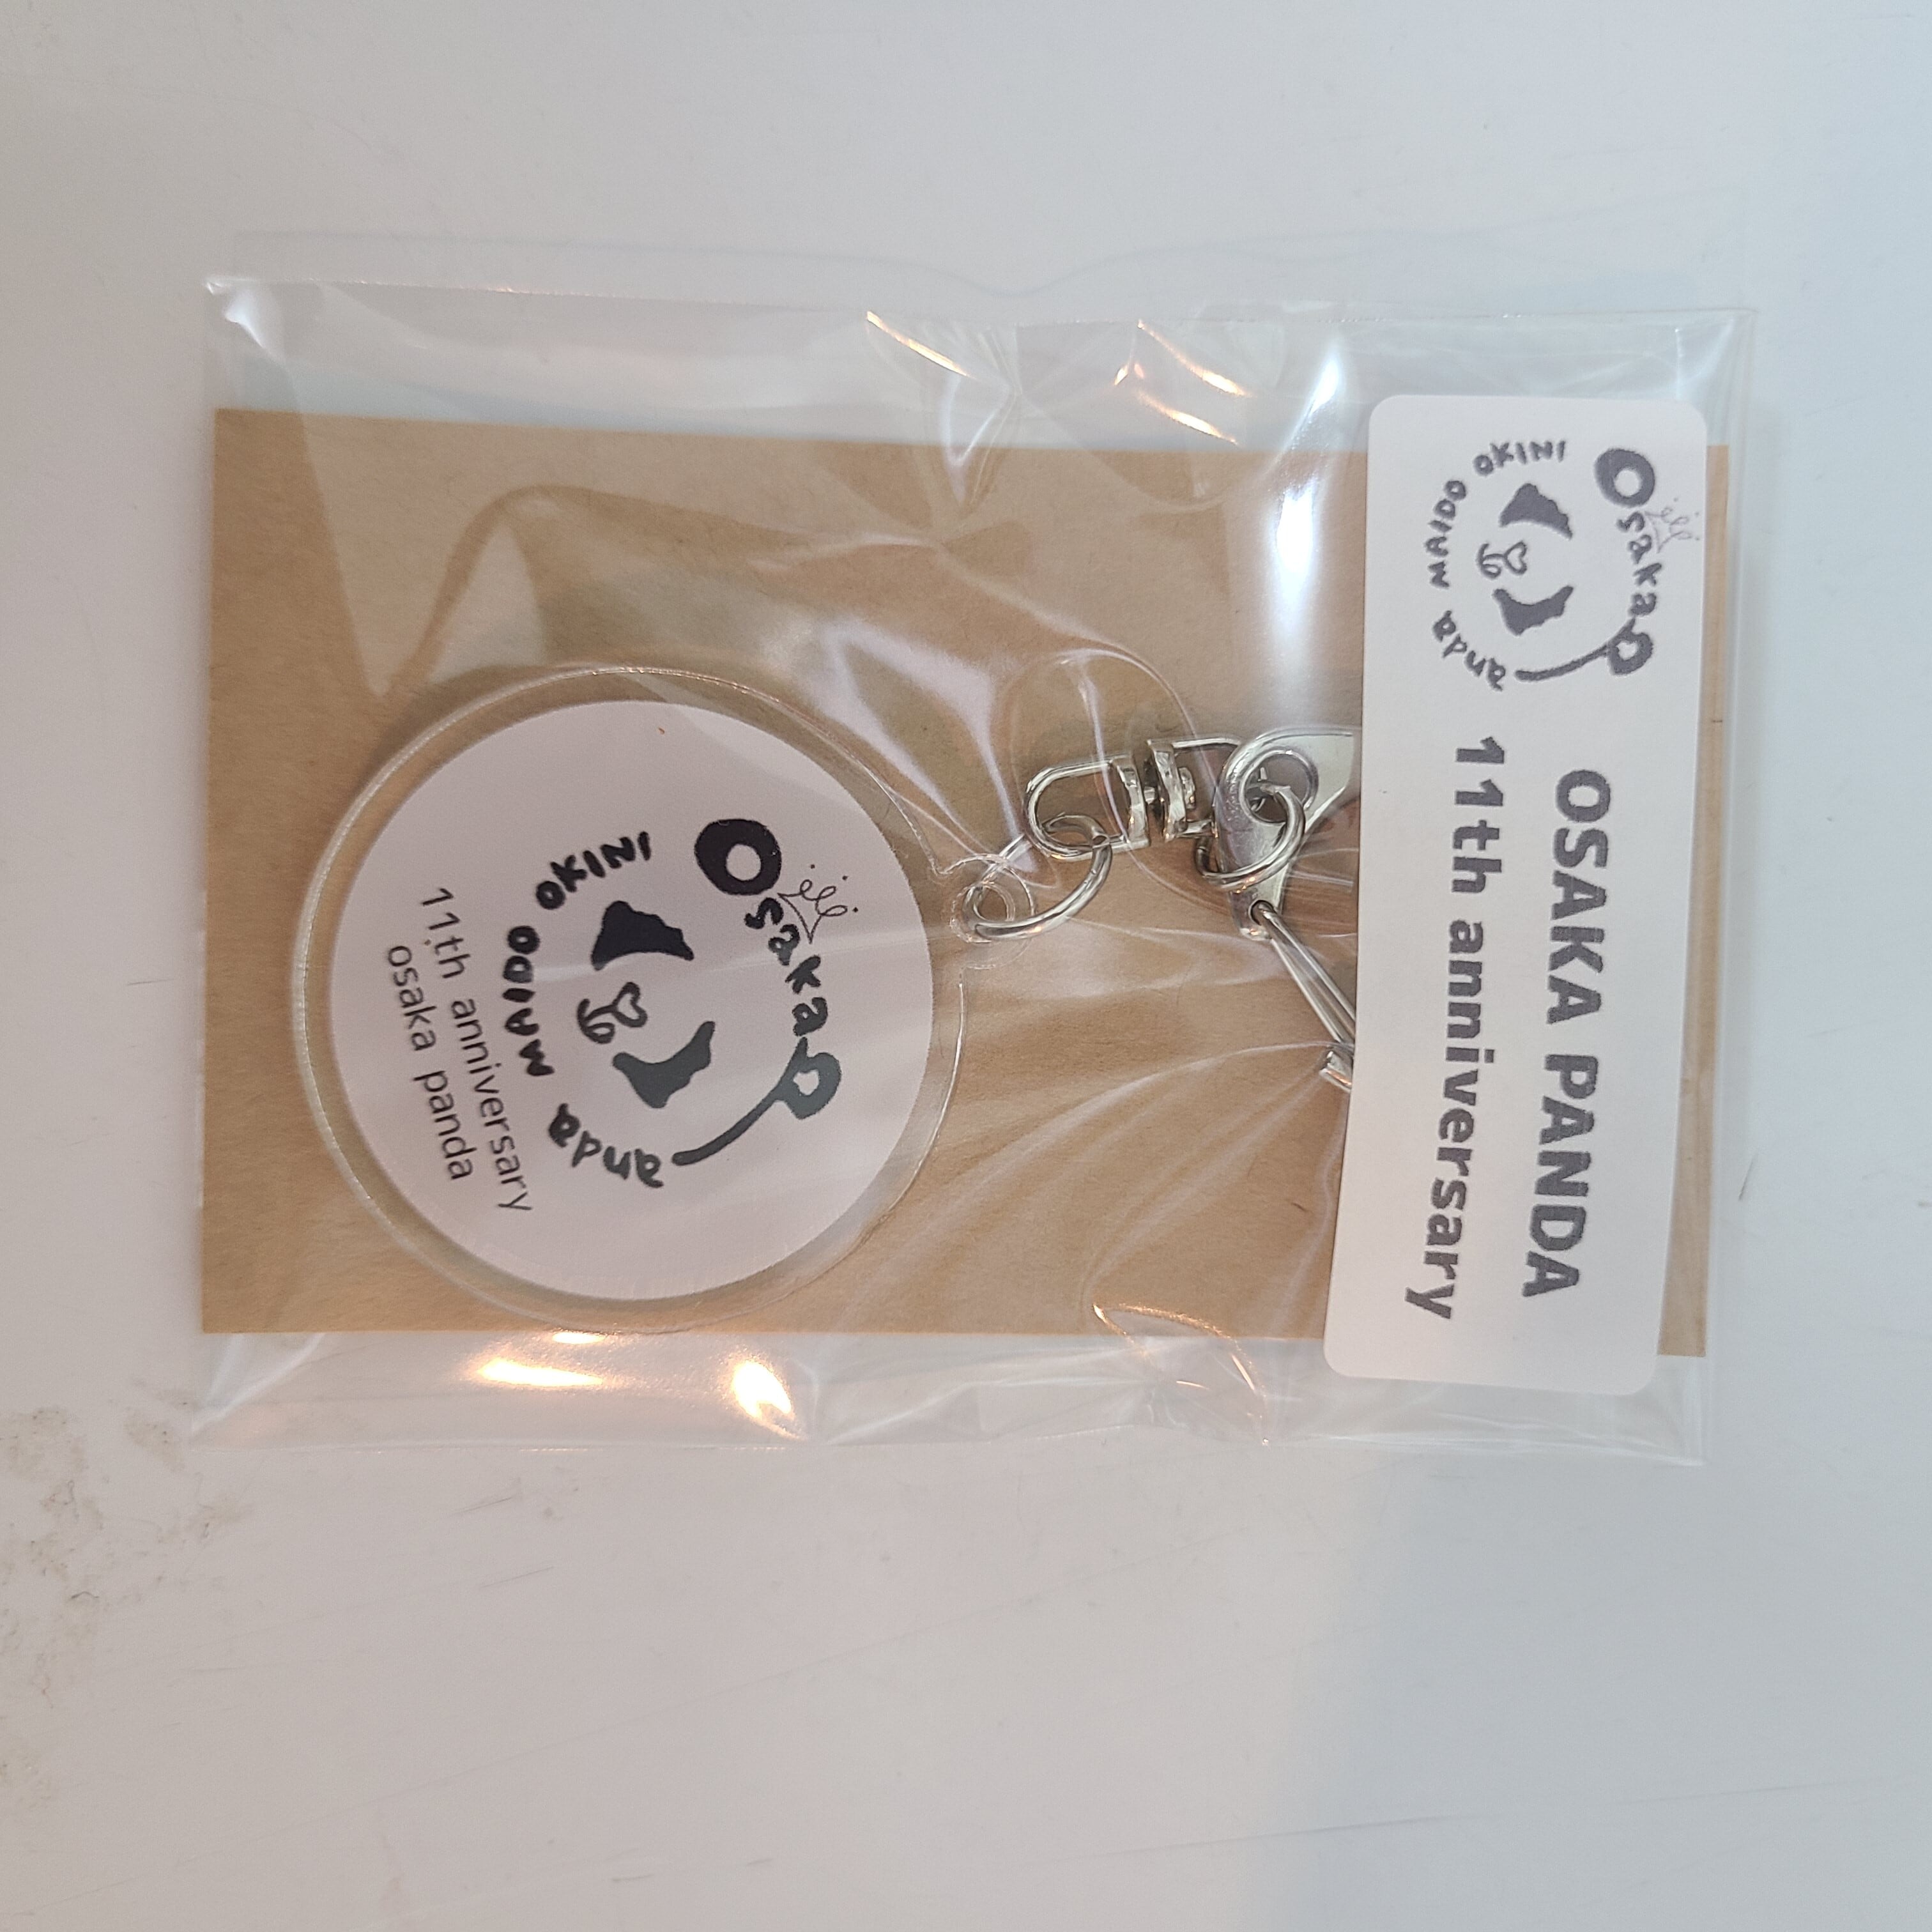 Osaka Panda
MAIDO OKINI
OSAKA PANDA
11th anniversary
Osaka Panda
MAIDO OKINI
11th anniversary
osaka panda